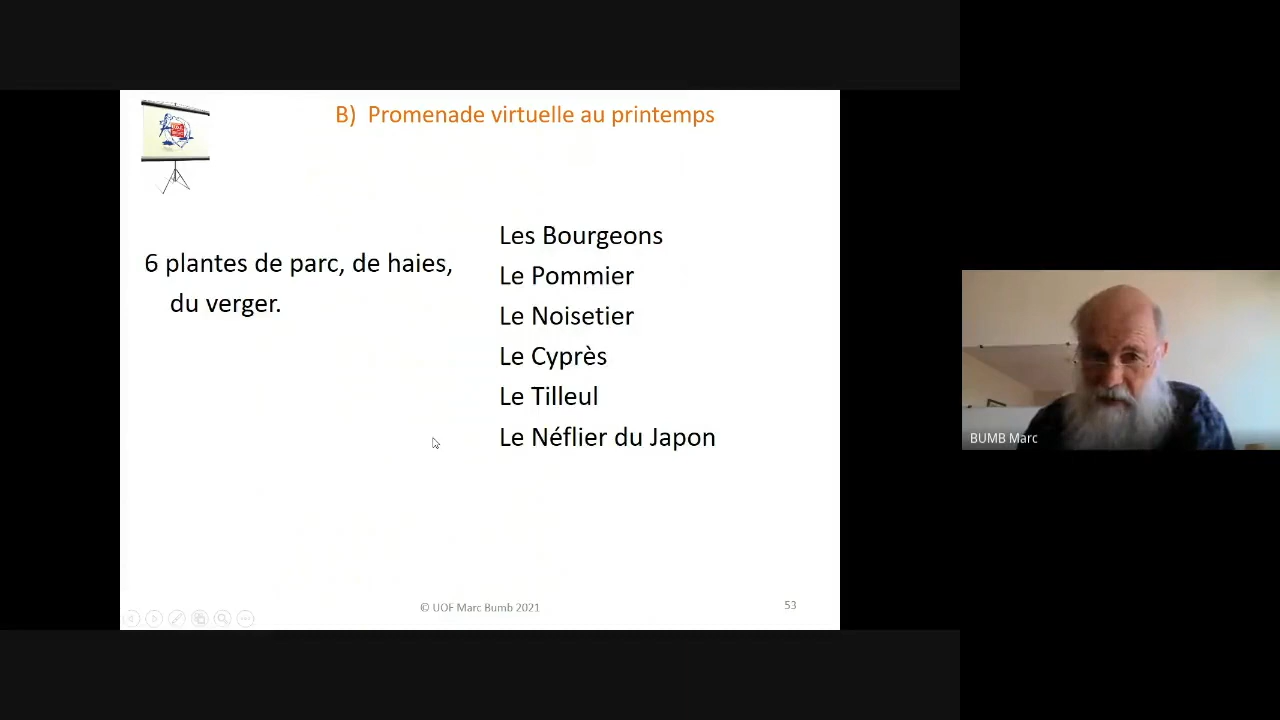 B) Promenade virtuelle au printemps
6 plantes de parc, de haies,
du verger.
Les Bourgeons
Le Pommier
Le Noisetier
Le Cyprès
Le Tilleul
Le Néflier du Japon
© UOF Marc Bumb 2021
53
BUMB Marc